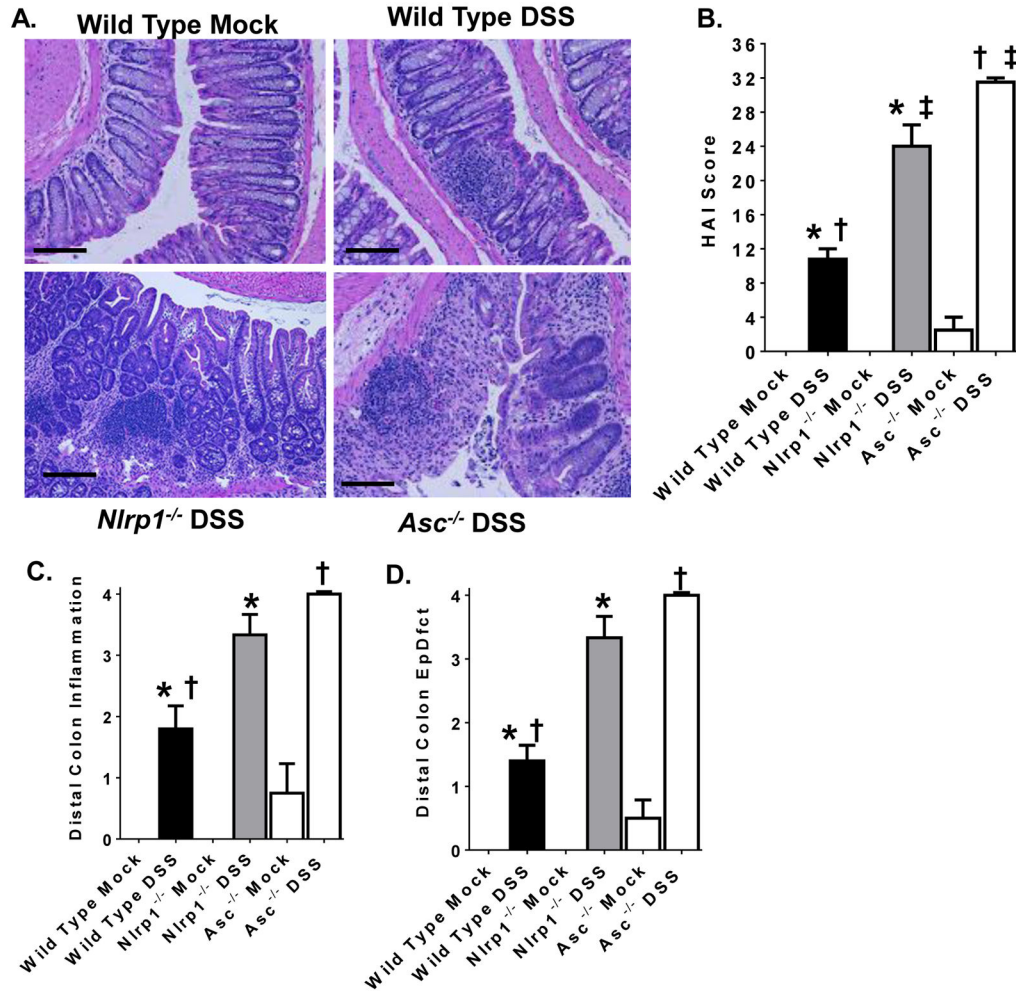 A.
Wild Type Mock
Wild Type DSS
Nlrp1-/- DSS
Asc-/- DSS
B.
HAI Score
36
32
28
24
20
16
12
8
4
0
* †
* ‡
† ‡
Wild Type Mock
Wild Type DSS
Nlrp1-/- Mock
Nlrp1-/- DSS
Asc-/- Mock
Asc-/- DSS
C.
Distal Colon Inflammation
4
3
2
1
0
* †
*
†
Wild Type Mock
Wild Type DSS
Nlrp1-/- Mock
Nlrp1-/- DSS
Asc-/- Mock
Asc-/- DSS
D.
Distal Colon EpDfct
4
3
2
1
0
* †
*
†
Wild Type Mock
Wild Type DSS
Nlrp1-/- Mock
Nlrp1-/- DSS
Asc-/- Mock
Asc-/- DSS